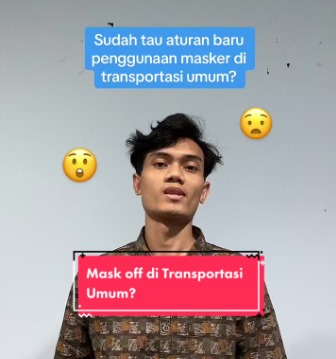 Sudah tau aturan baru
penggunaan masker di
transportasi umum?
Mask off di Transportasi
Umum?